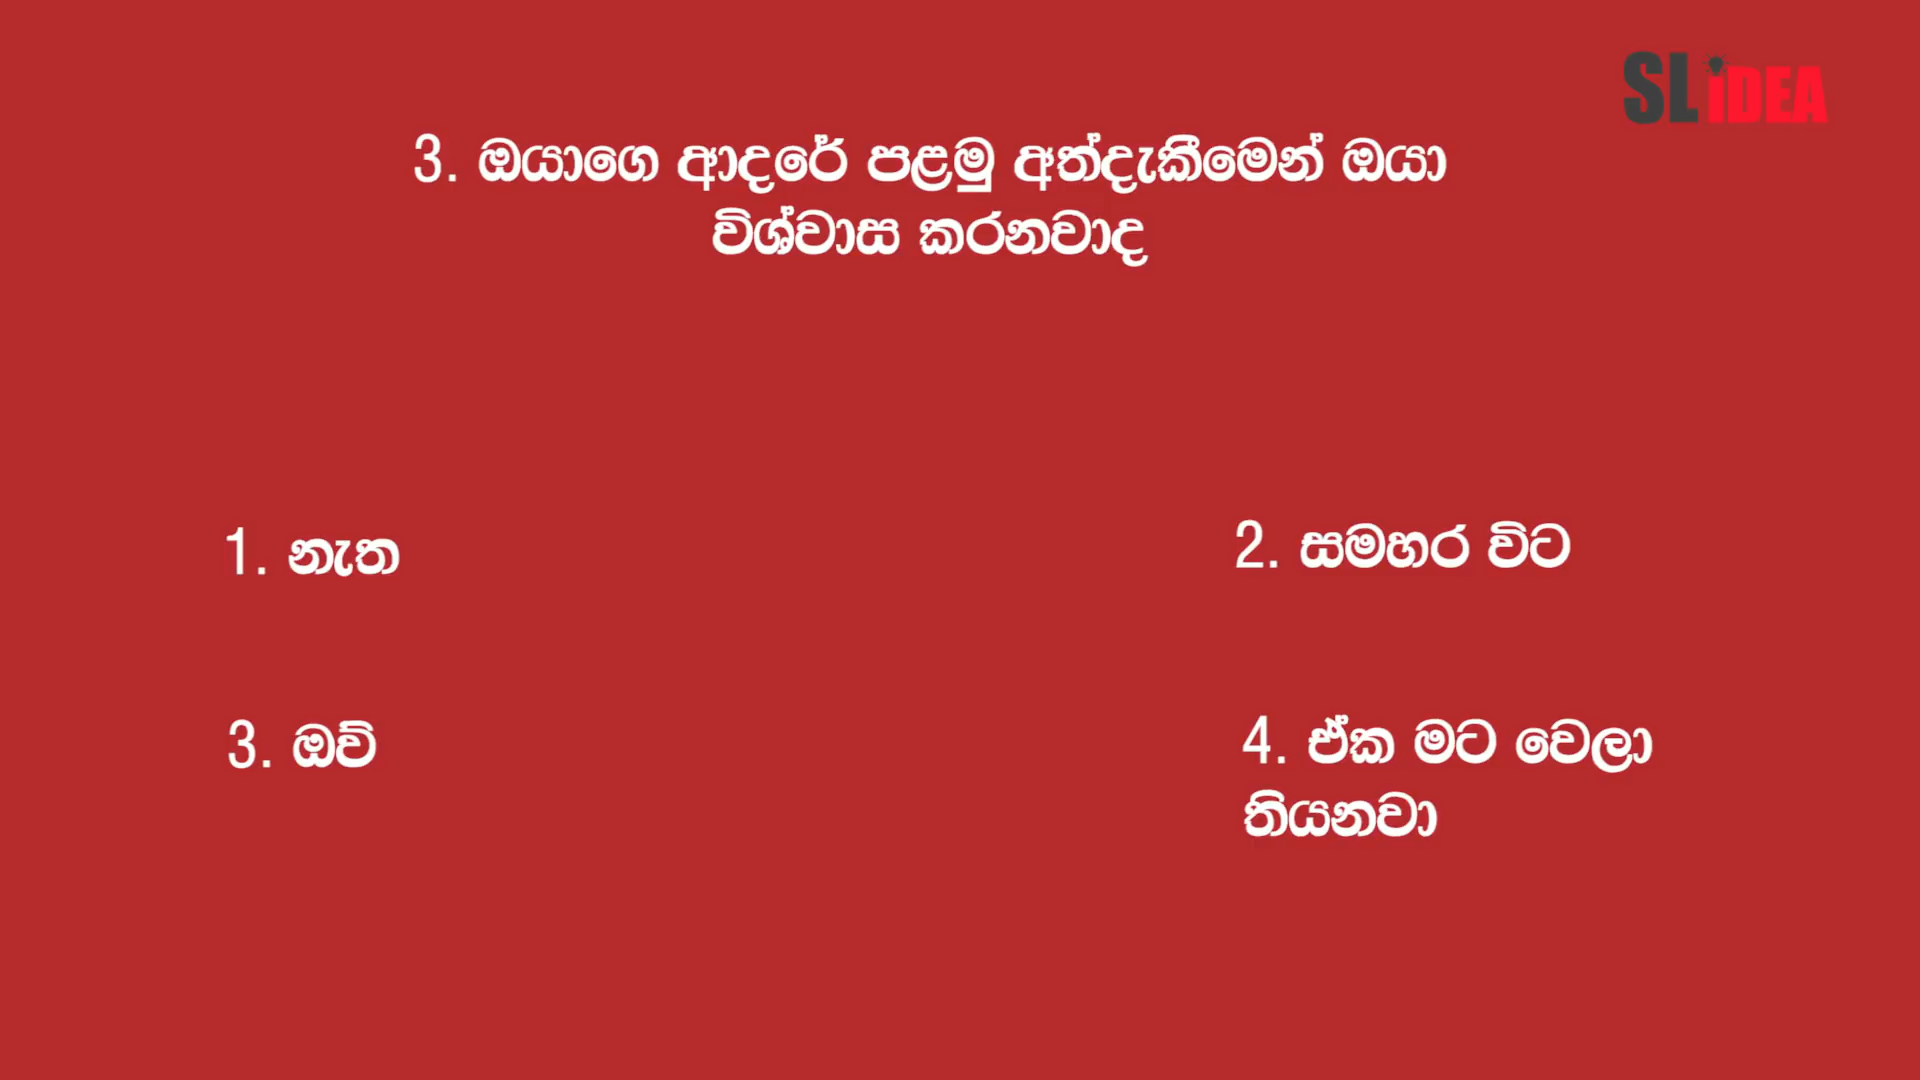 SL iDEA
3. ඔයාගෙ ආදරේ පළමු අත්දැකීමෙන් ඔයා
විශ්වාස කරනවාද
1. නැත
2. සමහර විට
3. ඔව්
4. ඒක මට වෙලා
තියනවා